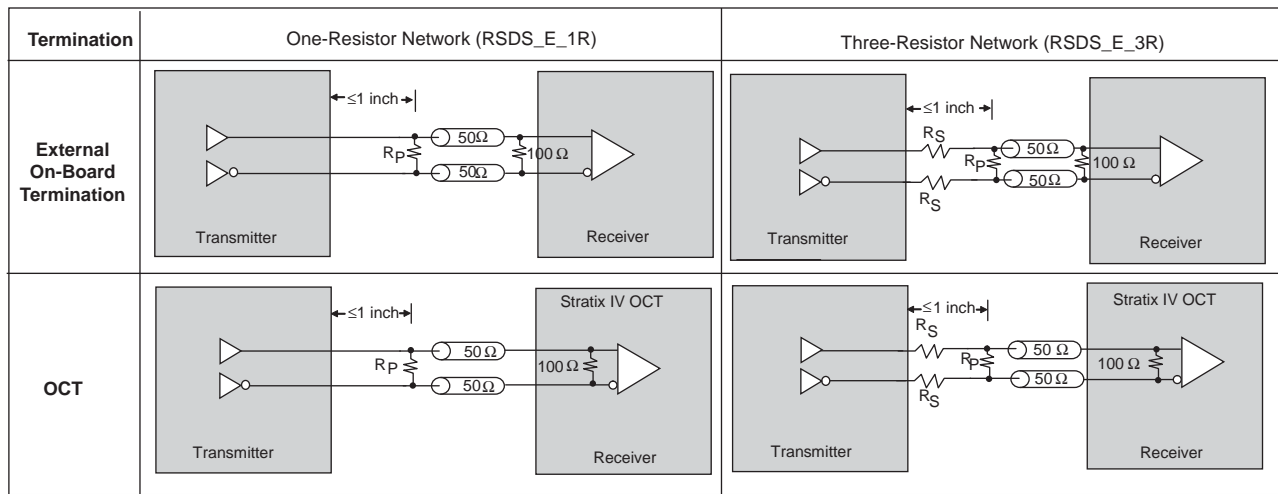 Termination
One-Resistor Network (RSDS_E_1R)
Three-Resistor Network (RSDS_E_3R)
External
On-Board
Termination
≤1 inch
50Ω
RP
100 Ω
50Ω
Transmitter
Receiver
≤1 inch
RS
50Ω
RP
100 Ω
50Ω
RS
Transmitter
Receiver
OCT
Stratix IV OCT
≤1 inch
50 Ω
RP
100 Ω
50 Ω
Transmitter
Receiver
Stratix IV OCT
≤1 inch
RS
50 Ω
RP
100 Ω
50 Ω
RS
Transmitter
Receiver